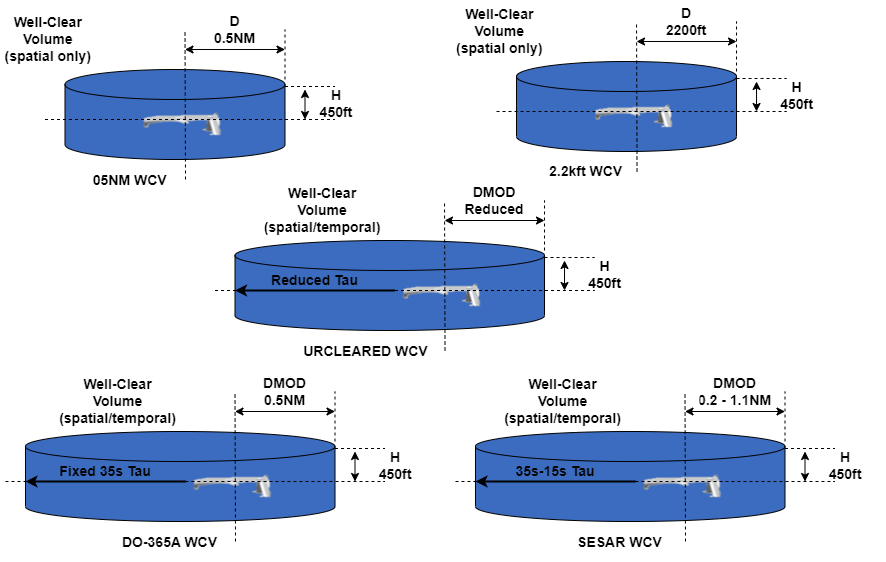 Well-Clear
Volume
(spatial only)
D
0.5NM
H
450ft
05NM WCV
Well-Clear
Volume
(spatial only)
D
2200ft
H
450ft
2.2kft WCV
Well-Clear
Volume
(spatial/temporal)
DMOD
Reduced
H
450ft
Reduced Tau
URCLEARED WCV
Well-Clear
Volume
(spatial/temporal)
DMOD
0.5NM
H
450ft
Fixed 35s Tau
DO-365A WCV
Well-Clear
Volume
(spatial/temporal)
DMOD
0.2 - 1.1NM
H
450ft
35s-15s Tau
SESAR WCV